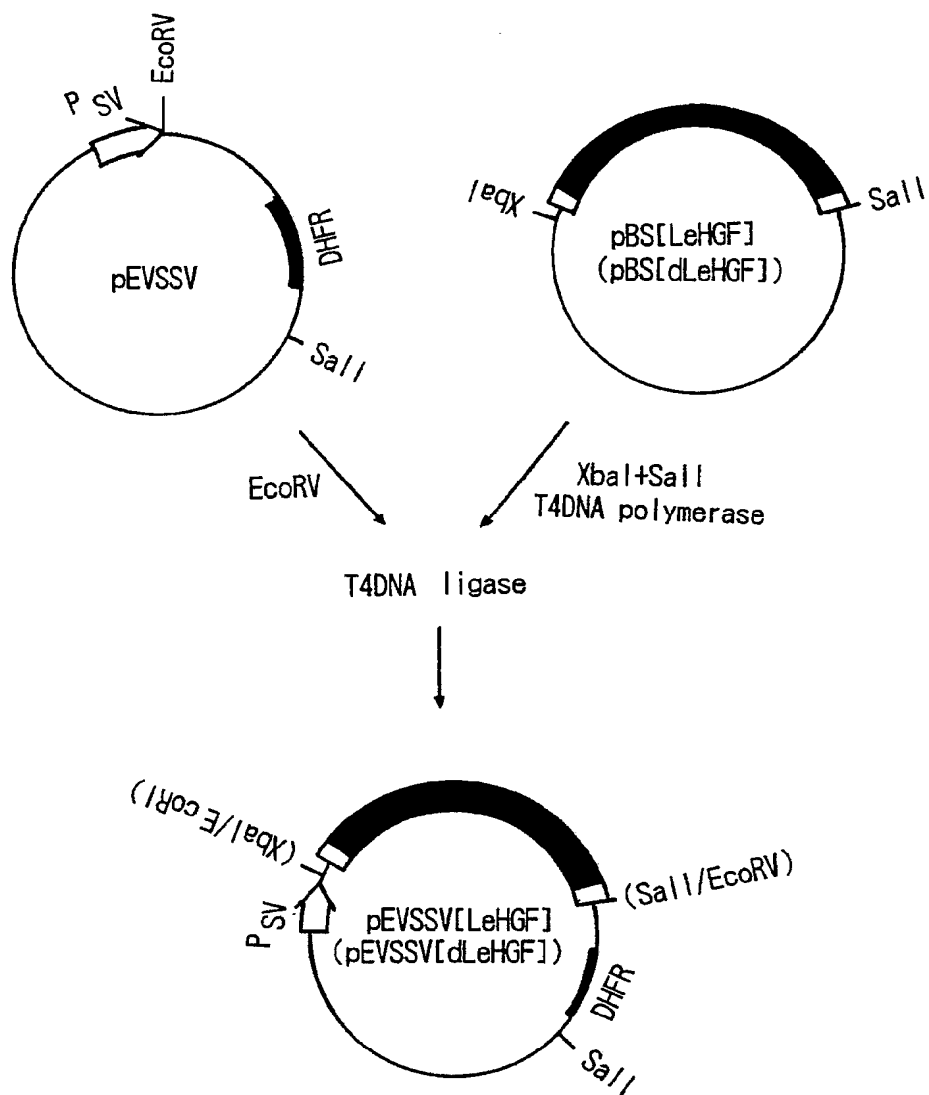 EcoRV
P SV
DHFR
pEVSSV
SalI
XbaI
SalI
pBS[LeHGF]
(pBS[dLeHGF])
EcoRV
XbaI+SalI
T4DNA polymerase
T4DNA ligase
(XbaI/EcoRI)
P SV
(SalI/EcoRV)
pEVSSV[LeHGF]
(pEVSSV[dLeHGF])
DHFR
SalI